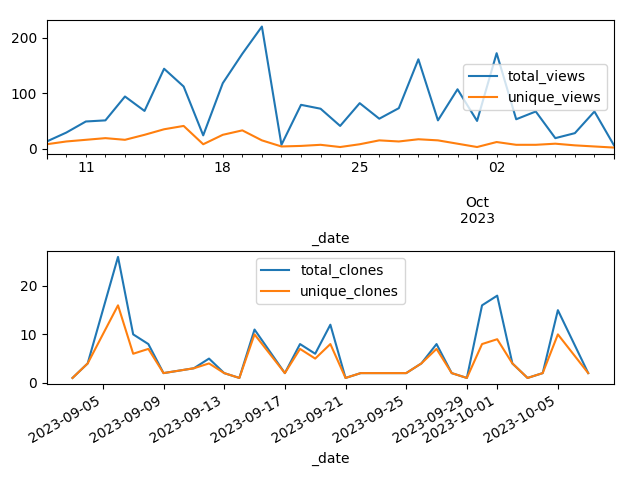 200
100
0
total_views
unique_views
11
18
25
02
Oct
2023
_date
20
10
0
total_clones
unique_clones
2023-09-05
2023-09-09
2023-09-13
2023-09-17
2023-09-21
2023-09-25
2023-09-29
2023-10-01
2023-10-05
_date